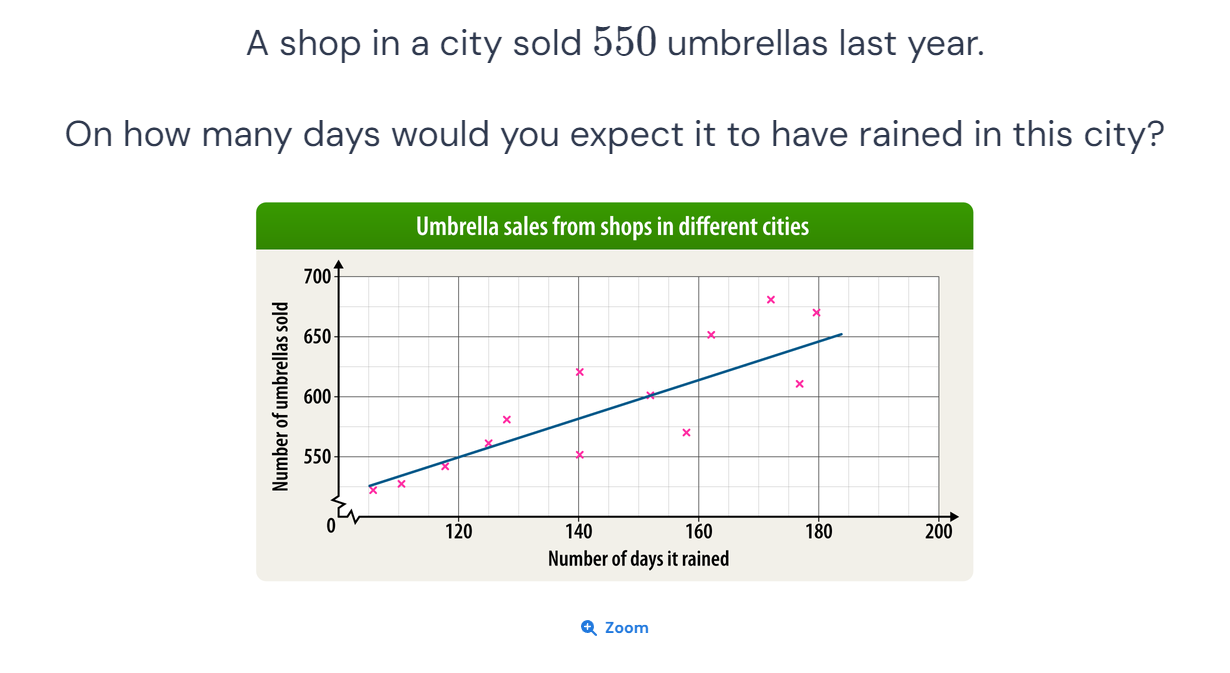 A shop in a city sold 550 umbrellas last year.
On how many days would you expect it to have rained in this city?
Umbrella sales from shops in different cities
Number of umbrellas sold
700
650
600
550
0
120 140 160 180 200
Number of days it rained
Zoom